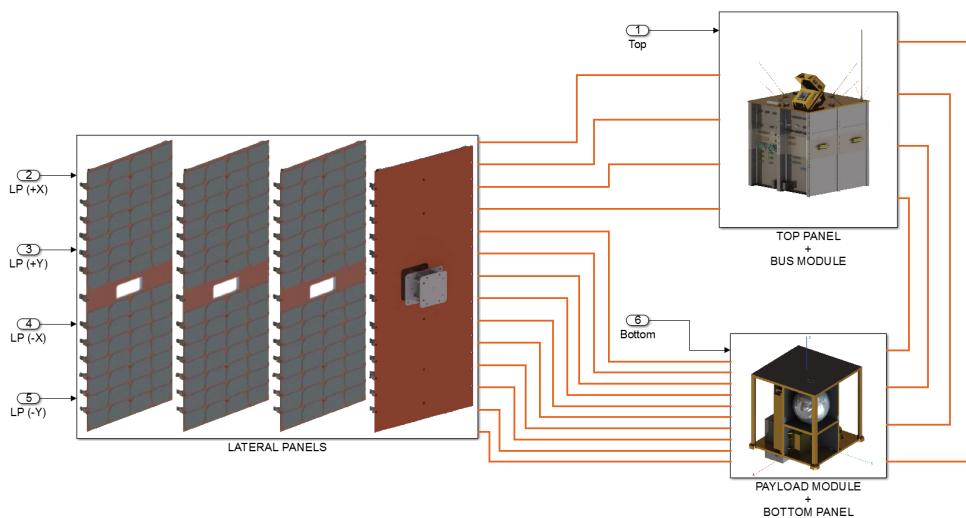 1
Top
2
LP (+X)
3
LP (+Y)
4
LP (-X)
5
LP (-Y)
LATERAL PANELS
TOP PANEL
+
BUS MODULE
6
Bottom
PAYLOAD MODULE
+
BOTTOM PANEL